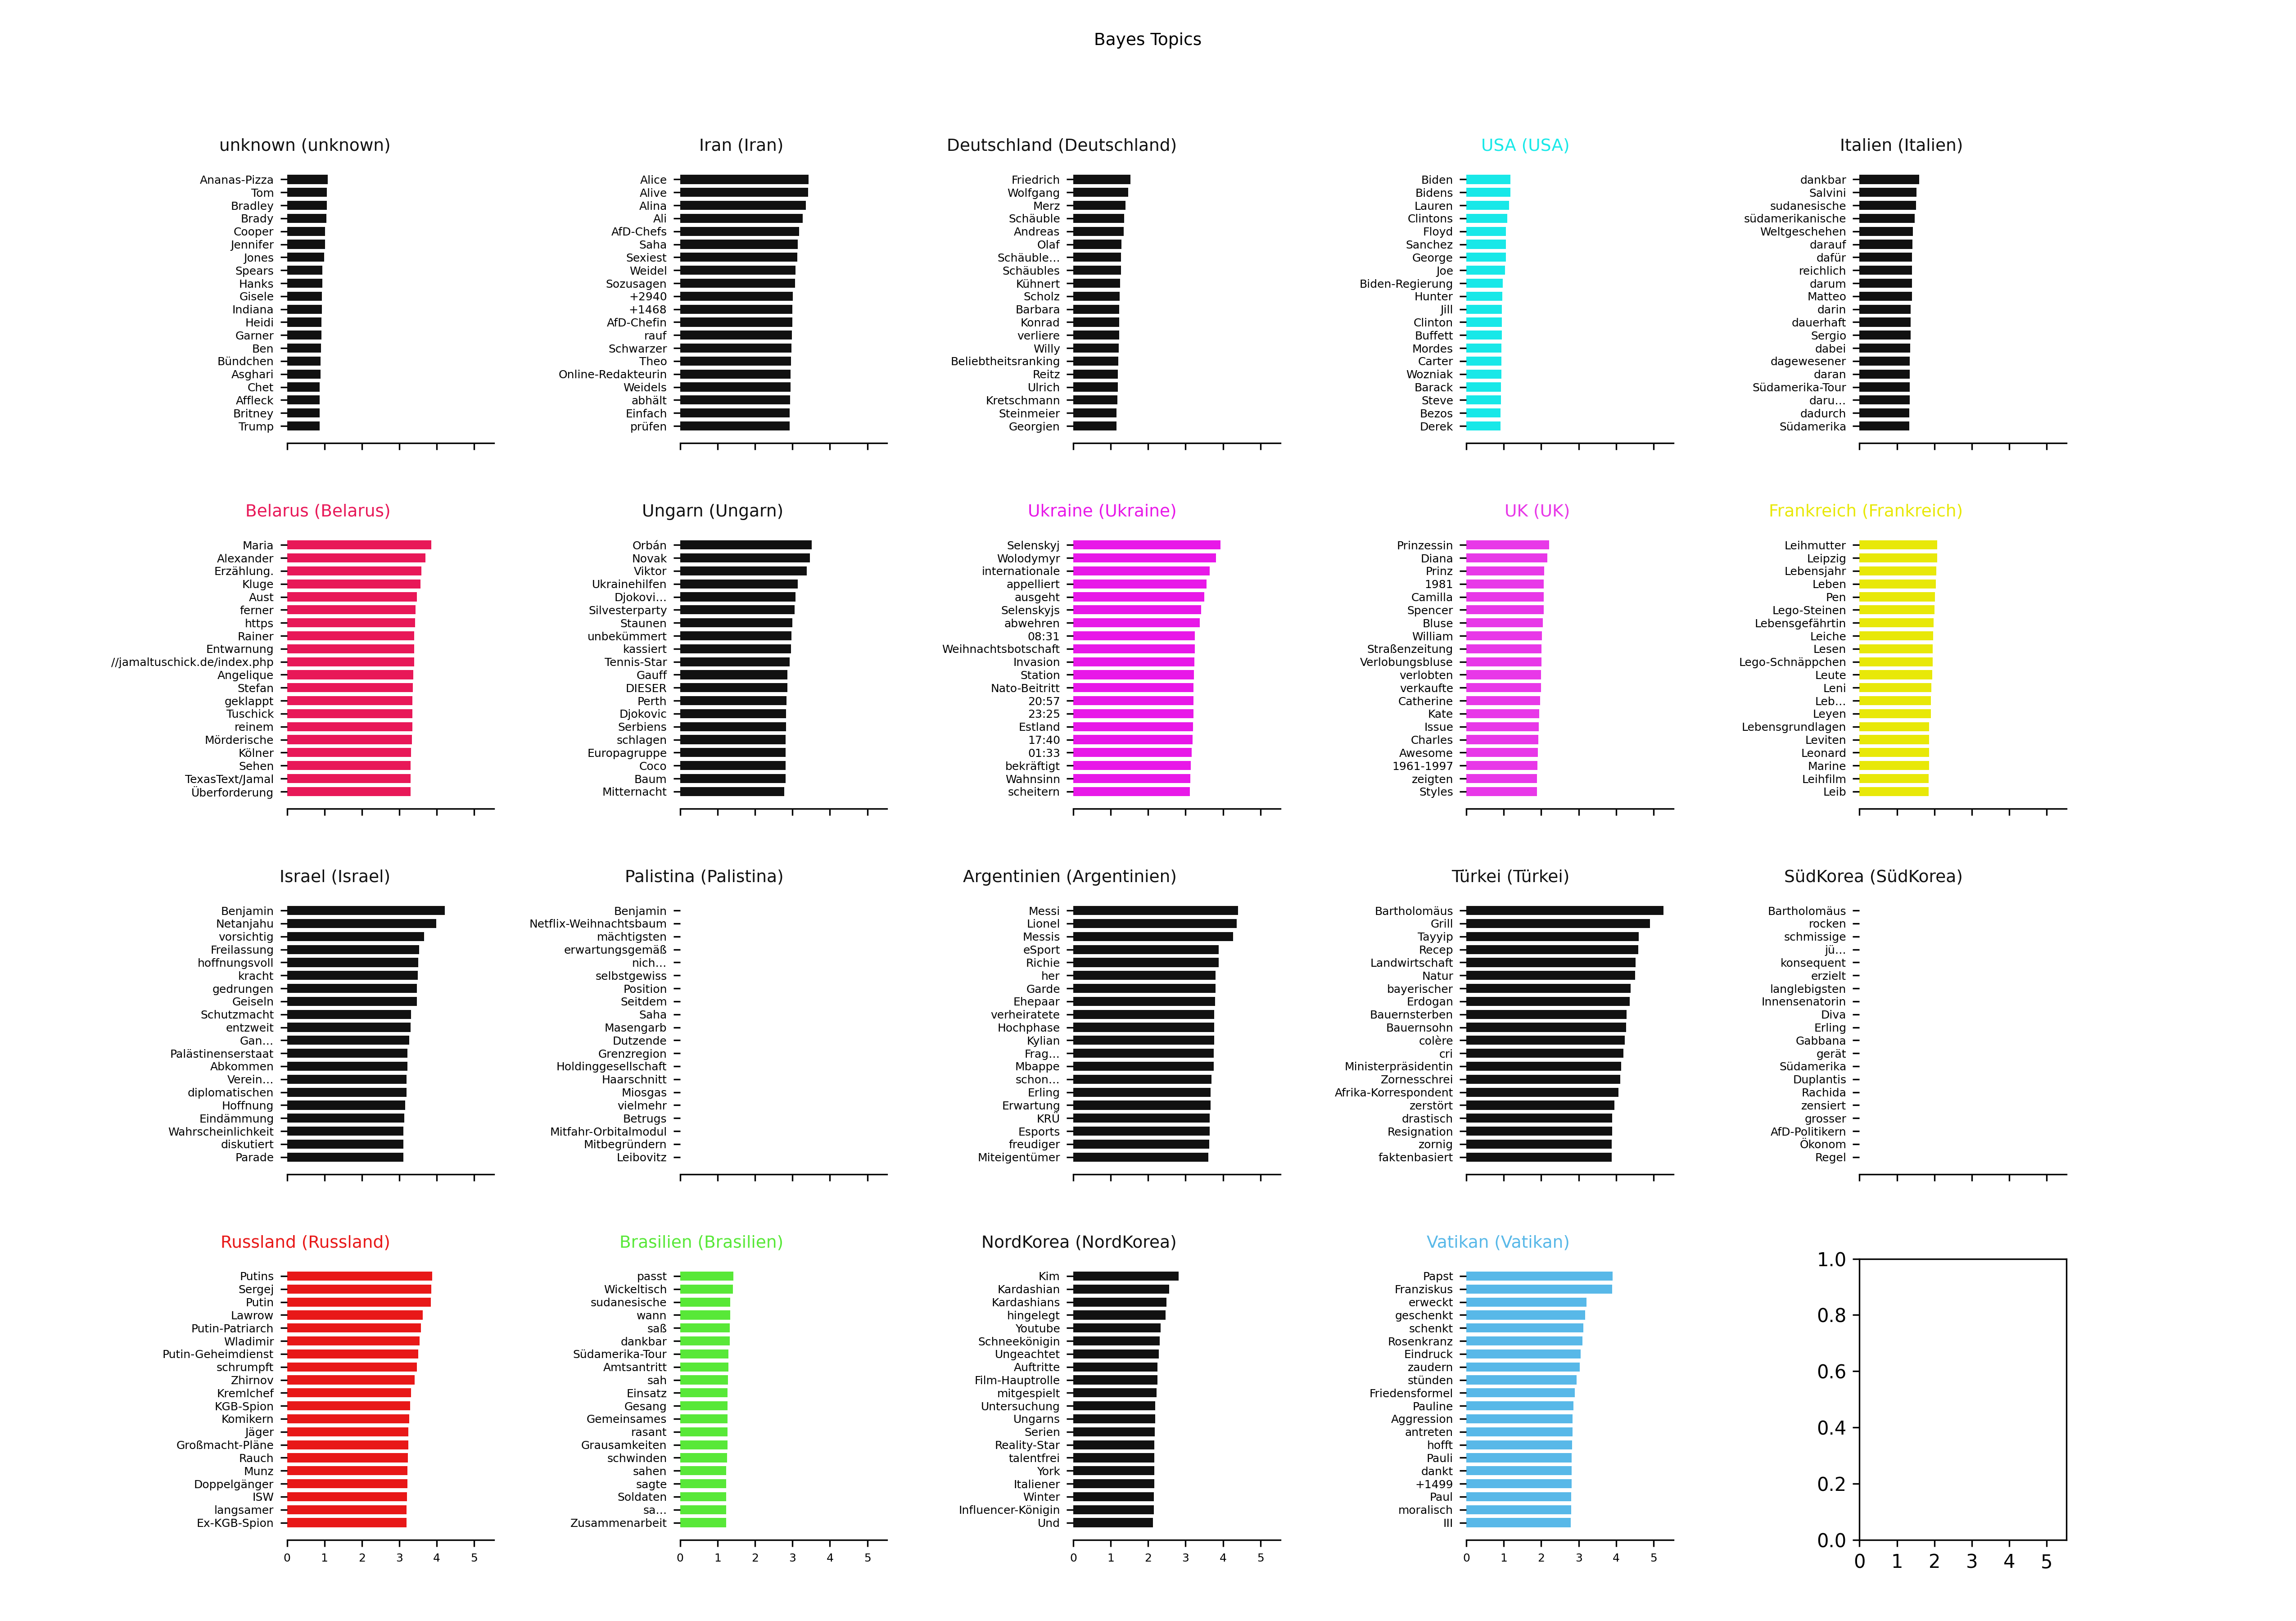 Bayes Topics
unknown (unknown)
Ananas-Pizza
Tom
Bradley
Brady
Cooper
Jennifer
Jones
Spears
Hanks
Gisele
Indiana
Heidi
Garner
Ben
Bündchen
Asghari
Chet
Affleck
Britney
Trump
Iran (Iran)
Alice
Alive
Alina
Ali
AfD-Chefs
Saha
Sexiest
Weidel
Sozusagen
+2940
+1468
AfD-Chefin
rauf
Schwarzer
Theo
Online-Redakteurin
Weidels
abhält
Einfach
prüfen
Deutschland (Deutschland)
Friedrich
Wolfgang
Merz
Schäuble
Andreas
Olaf
Schäuble…
Schäubles
Kühnert
Scholz
Barbara
Konrad
verliere
Willy
Beliebtheitsranking
Reitz
Ulrich
Kretschmann
Steinmeier
Georgien
USA (USA)
Biden
Bidens
Lauren
Clintons
Floyd
Sanchez
George
Joe
Biden-Regierung
Hunter
Jill
Clinton
Buffett
Mordes
Carter
Wozniak
Barack
Steve
Bezos
Derek
Italien (Italien)
dankbar
Salvini
sudanesische
südamerikanische
Weltgeschehen
darauf
dafür
reichlich
darum
Matteo
darin
dauerhaft
Sergio
dabei
dagewesener
daran
Südamerika-Tour
daru…
dadurch
Südamerika
Belarus (Belarus)
Maria
Alexander
Erzählung.
Kluge
Aust
ferner
https
Rainer
Entwarnung
//jamaltuschick.de/index.php
Angelique
Stefan
geklappt
Tuschick
reinem
Mörderische
Kölner
Sehen
TexasText/Jamal
Überforderung
Ungarn (Ungarn)
Orbán
Novak
Viktor
Ukrainehilfen
Djokovi…
Silvesterparty
Staunen
unbekümmert
kassiert
Tennis-Star
Gauff
DIESER
Perth
Djokovic
Serbiens
schlagen
Europagruppe
Coco
Baum
Mitternacht
Ukraine (Ukraine)
Selenskyj
Wolodymyr
internationale
appelliert
ausgeht
Selenskyjs
abwehren
08:31
Weihnachtsbotschaft
Invasion
Station
Nato-Beitritt
20:57
23:25
Estland
17:40
01:33
bekräftigt
Wahnsinn
scheitern
UK (UK)
Prinzessin
Diana
Prinz
1981
Camilla
Spencer
Bluse
William
Straßenzeitung
Verlobungsbluse
verlobten
verkaufte
Catherine
Kate
Issue
Charles
Awesome
1961-1997
zeigten
Styles
Frankreich (Frankreich)
Leihmutter
Leipzig
Lebensjahr
Leben
Pen
Lego-Steinen
Lebensgefährtin
Leiche
Lesen
Lego-Schnäppchen
Leute
Leni
Leb…
Leyen
Lebensgrundlagen
Leviten
Leonard
Marine
Leihfilm
Leib
Israel (Israel)
Benjamin
Netanjahu
vorsichtig
Freilassung
hoffnungsvoll
kracht
gedrungen
Geiseln
Schutzmacht
entzweit
Gan…
Palästinenserstaat
Abkommen
Verein…
diplomatischen
Hoffnung
Eindämmung
Wahrscheinlichkeit
diskutiert
Parade
Palistina (Palistina)
Benjamin
Netflix-Weihnachtsbaum
mächtigsten
erwartungsgemäß
nich…
selbstgewiss
Position
Seitdem
Saha
Masengarb
Dutzende
Grenzregion
Holdinggesellschaft
Haarschnitt
Miosgas
vielmehr
Betrugs
Mitfahr-Orbitalmodul
Mitbegründern
Leibovitz
Argentinien (Argentinien)
Messi
Lionel
Messis
eSport
Richie
her
Garde
Ehepaar
verheiratete
Hochphase
Kylian
Frag…
Mbappe
schon…
Erling
Erwartung
KRÜ
Esports
freudiger
Miteigentümer
Türkei (Türkei)
Bartholomäus
Grill
Tayyip
Recep
Landwirtschaft
Natur
bayerischer
Erdogan
Bauernsterben
Bauernsohn
colère
cri
Ministerpräsidentin
Zornesschrei
Afrika-Korrespondent
zerstört
drastisch
Resignation
zornig
faktenbasiert
SüdKorea (SüdKorea)
Bartholomäus
rocken
schmissige
jü…
konsequent
erzielt
langlebigsten
Innensenatorin
Diva
Erling
Gabbana
gerät
Südamerika
Duplantis
Rachida
zensiert
grosser
AfD-Politikern
Ökonom
Regel
Russland (Russland)
Putins
Sergej
Putin
Lawrow
Putin-Patriarch
Wladimir
Putin-Geheimdienst
schrumpft
Zhirnov
Kremlchef
KGB-Spion
Komikern
Jäger
Großmacht-Pläne
Rauch
Munz
Doppelgänger
ISW
langsamer
Ex-KGB-Spion
0 1 2 3 4 5
Brasilien (Brasilien)
passt
Wickeltisch
sudanesische
wann
saß
dankbar
Südamerika-Tour
Amtsantritt
sah
Einsatz
Gesang
Gemeinsames
rasant
Grausamkeiten
schwinden
sahen
sagte
Soldaten
sa…
Zusammenarbeit
0 1 2 3 4 5
NordKorea (NordKorea)
Kim
Kardashian
Kardashians
hingelegt
Youtube
Schneekönigin
Ungeachtet
Auftritte
Film-Hauptrolle
mitgespielt
Untersuchung
Ungarns
Serien
Reality-Star
talentfrei
York
Italiener
Winter
Influencer-Königin
Und
0 1 2 3 4 5
Vatikan (Vatikan)
Papst
Franziskus
erweckt
geschenkt
schenkt
Rosenkranz
Eindruck
zaudern
stünden
Friedensformel
Pauline
Aggression
antreten
hofft
Pauli
dankt
+1499
Paul
moralisch
III
0 1 2 3 4 5
1.0
0.8
0.6
0.4
0.2
0.0
0 1 2 3 4 5